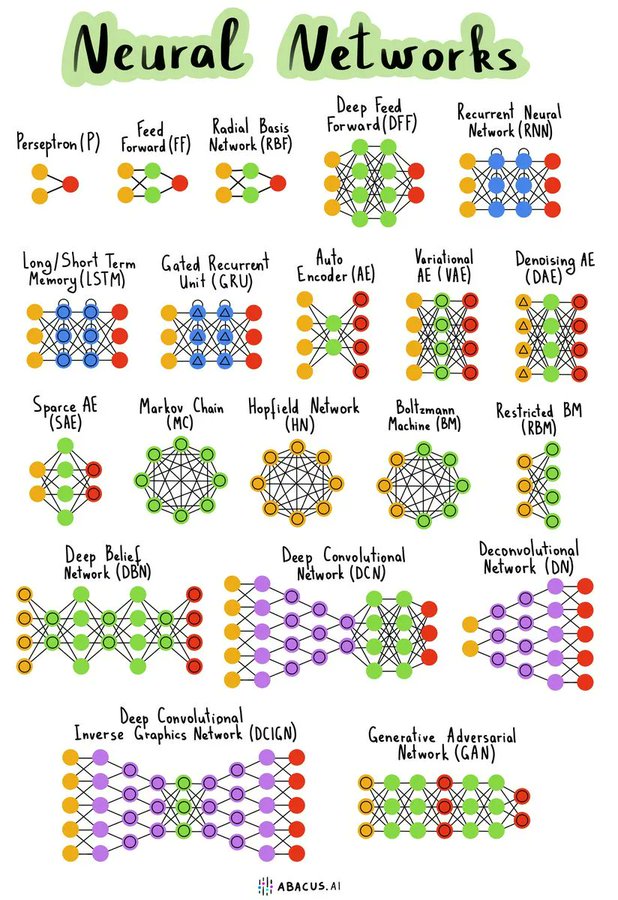 Neural Networks
Perseptron (P)
Feed
Forward (FF)
Radial Basis
Network (RBF)
Deep Feed
Forward (DFF)
Recurrent Neural
Network (RNN)
Long/Short Term
Memory (LSTM)
Gated Recurrent
Unit (GRU)
Auto
Encoder (AE)
Variational
AE (VAE)
Denoising AE
(DAE)
Sparce AE
(SAE)
Markov Chain
(MC)
Hopfield Network
(HN)
Boltzmann
Machine (BM)
Restricted BM
(RBM)
Deep Belief
Network (DBN)
Deep Convolutional
Network (DCN)
Deconvolutional
Network (DN)
Deep Convolutional
Inverse Graphics Network (DCIGN)
Generative Adversarial
Network (GAN)
ABACUS.AI